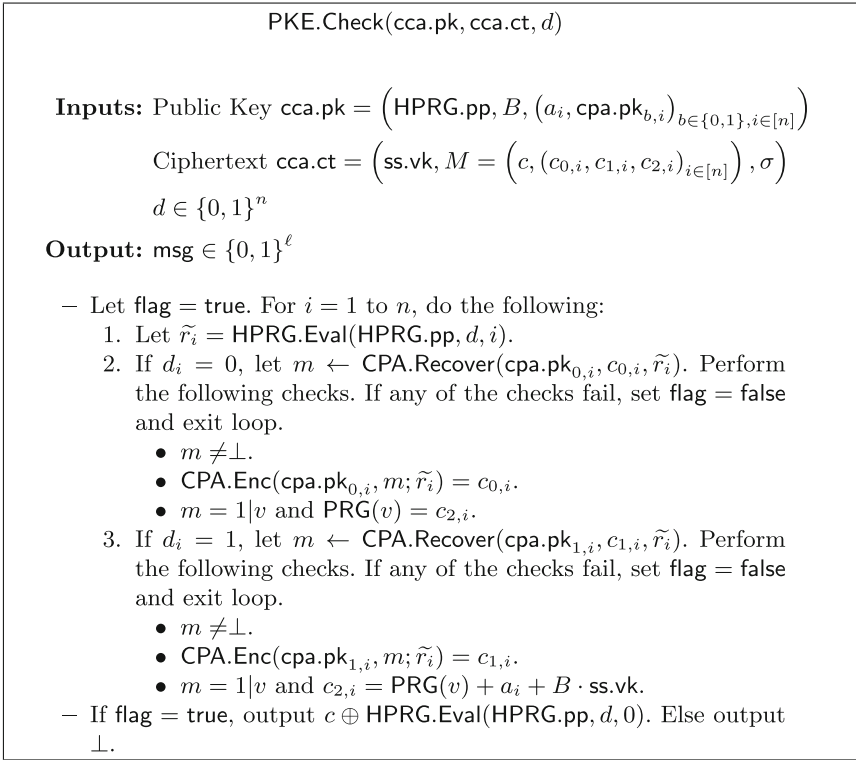 PKE.Check(cca.pk, cca.ct, d)
Inputs: Public Key cca.pk = (HPRG.pp, B, (a_i, cpa.pk_{b,i})_{b∈{0,1},i∈[n]})
Ciphertext cca.ct = (ss.vk, M = (c, (c_{0,i}, c_{1,i}, c_{2,i})_{i∈[n]}), σ)
d ∈ {0, 1}^n
Output: msg ∈ {0, 1}^ℓ
– Let flag = true. For i = 1 to n, do the following:
1. Let r̃_i = HPRG.Eval(HPRG.pp, d, i).
2. If d_i = 0, let m ← CPA.Recover(cpa.pk_{0,i}, c_{0,i}, r̃_i). Perform
the following checks. If any of the checks fail, set flag = false
and exit loop.
• m ≠⊥.
• CPA.Enc(cpa.pk_{0,i}, m; r̃_i) = c_{0,i}.
• m = 1|v and PRG(v) = c_{2,i}.
3. If d_i = 1, let m ← CPA.Recover(cpa.pk_{1,i}, c_{1,i}, r̃_i). Perform
the following checks. If any of the checks fail, set flag = false
and exit loop.
• m ≠⊥.
• CPA.Enc(cpa.pk_{1,i}, m; r̃_i) = c_{1,i}.
• m = 1|v and c_{2,i} = PRG(v) + a_i + B · ss.vk.
– If flag = true, output c ⊕ HPRG.Eval(HPRG.pp, d, 0). Else output
⊥.